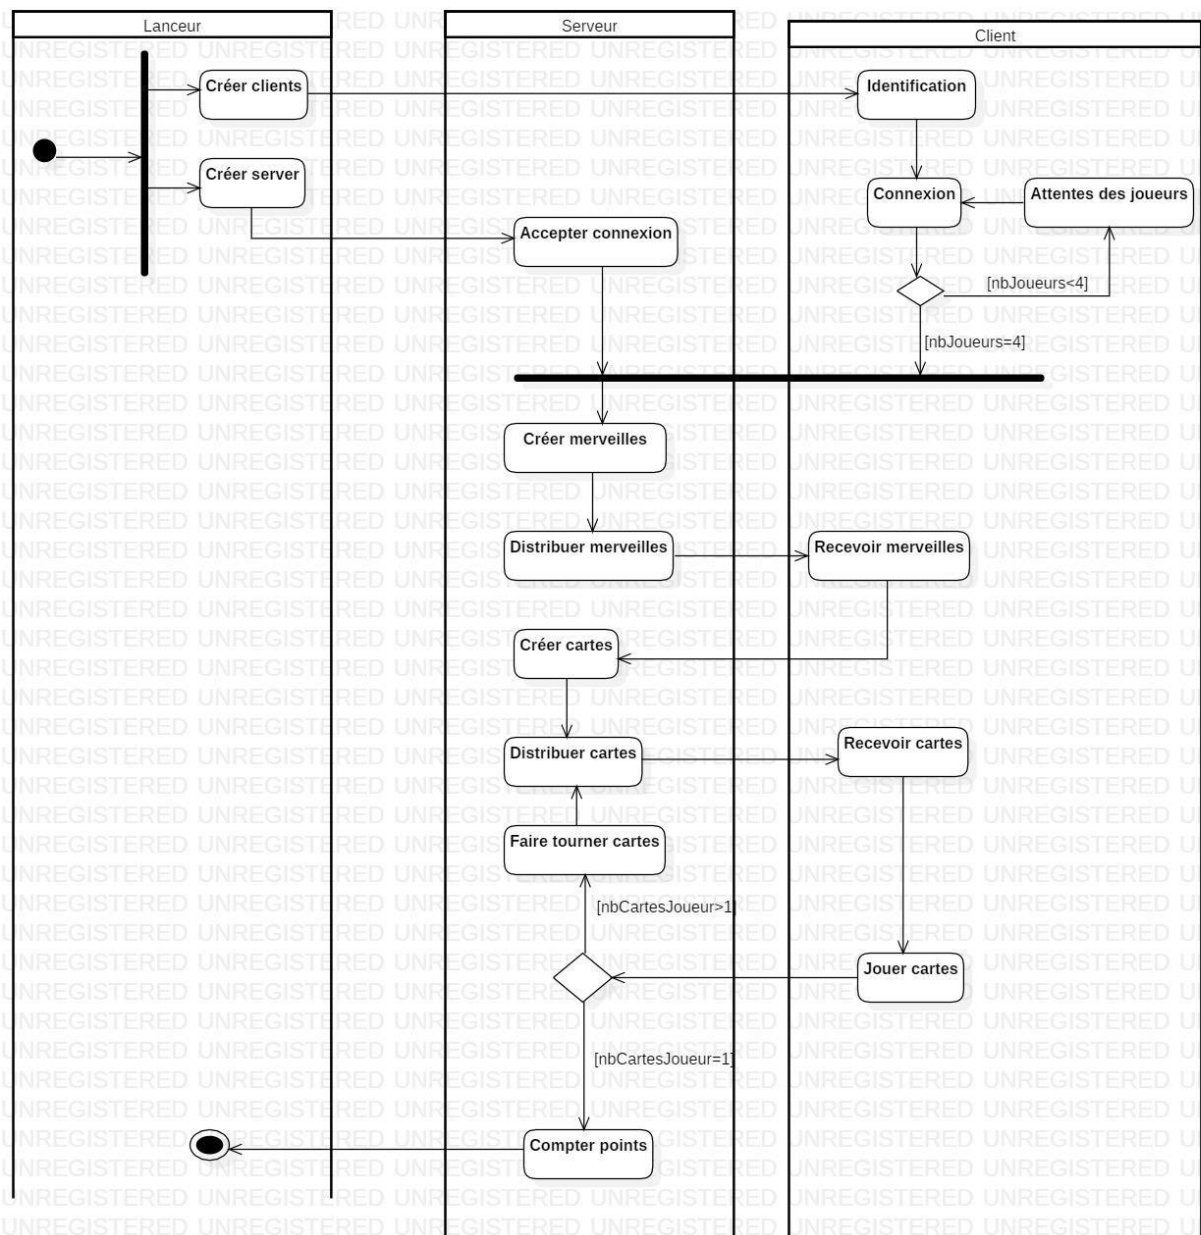 Lanceur
Serveur
Client
Créer clients
Identification
Créer server
Connexion
Attentes des joueurs
Accepter connexion
[nbJoueurs<4]
[nbJoueurs=4]
Créer merveilles
Distribuer merveilles
Recevoir merveilles
Créer cartes
Distribuer cartes
Recevoir cartes
Faire tourner cartes
[nbCartesJoueur>1]
Jouer cartes
[nbCartesJoueur=1]
Compter points
UNREGISTERED